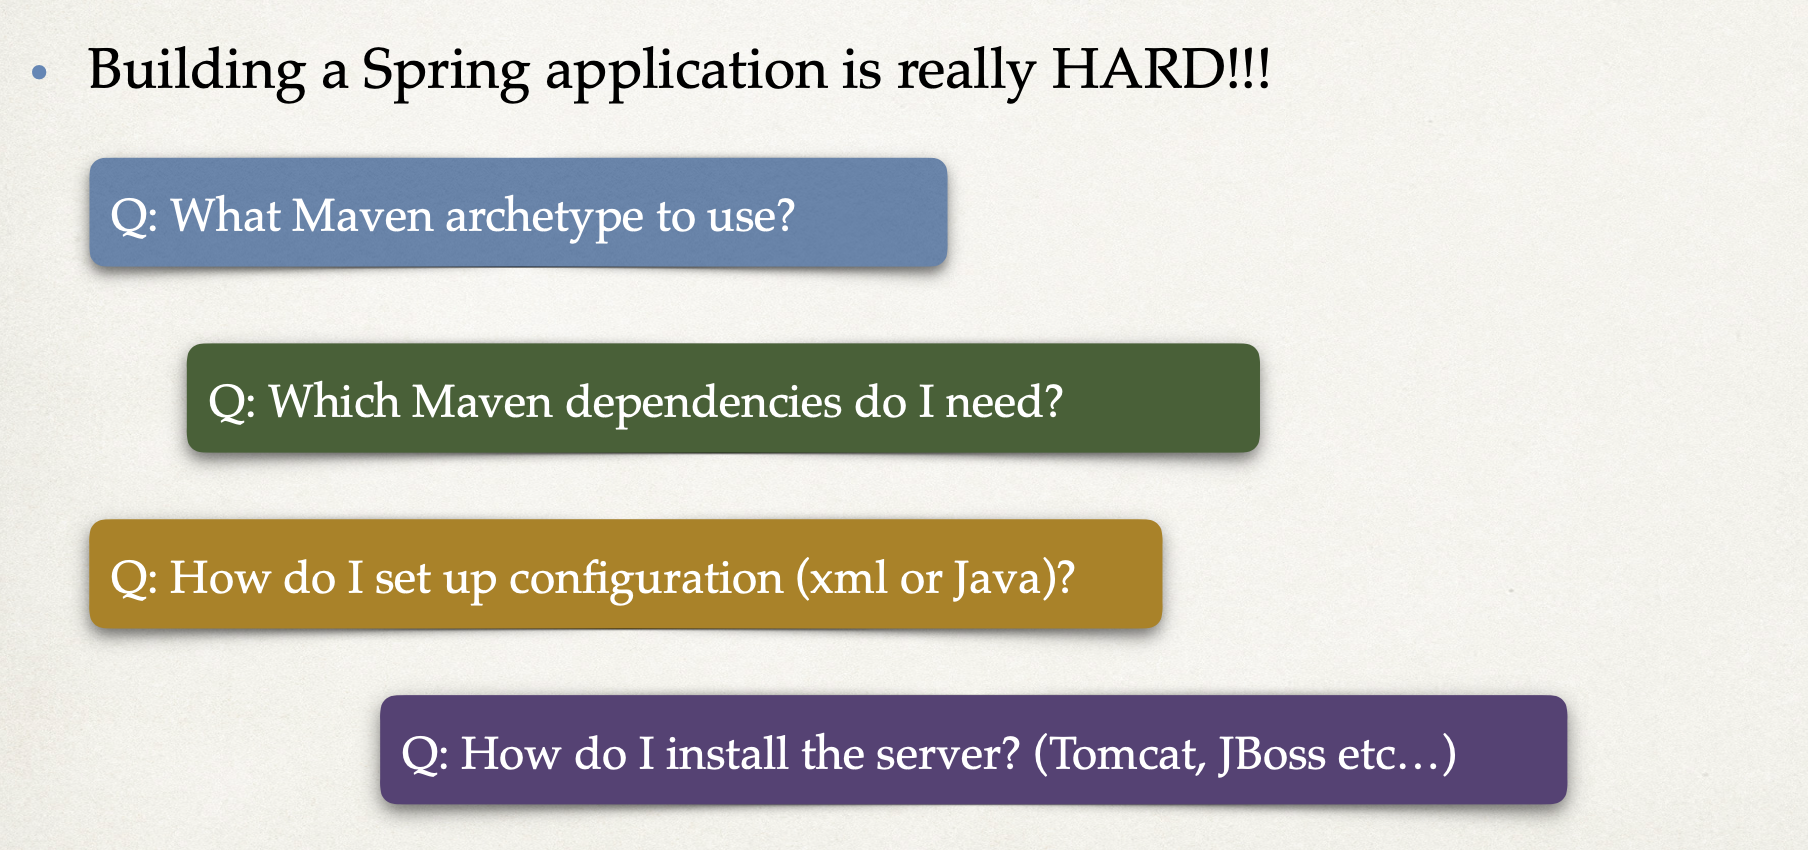 • Building a Spring application is really HARD!!!
Q: What Maven archetype to use?
Q: Which Maven dependencies do I need?
Q: How do I set up configuration (xml or Java)?
Q: How do I install the server? (Tomcat, JBoss etc…)